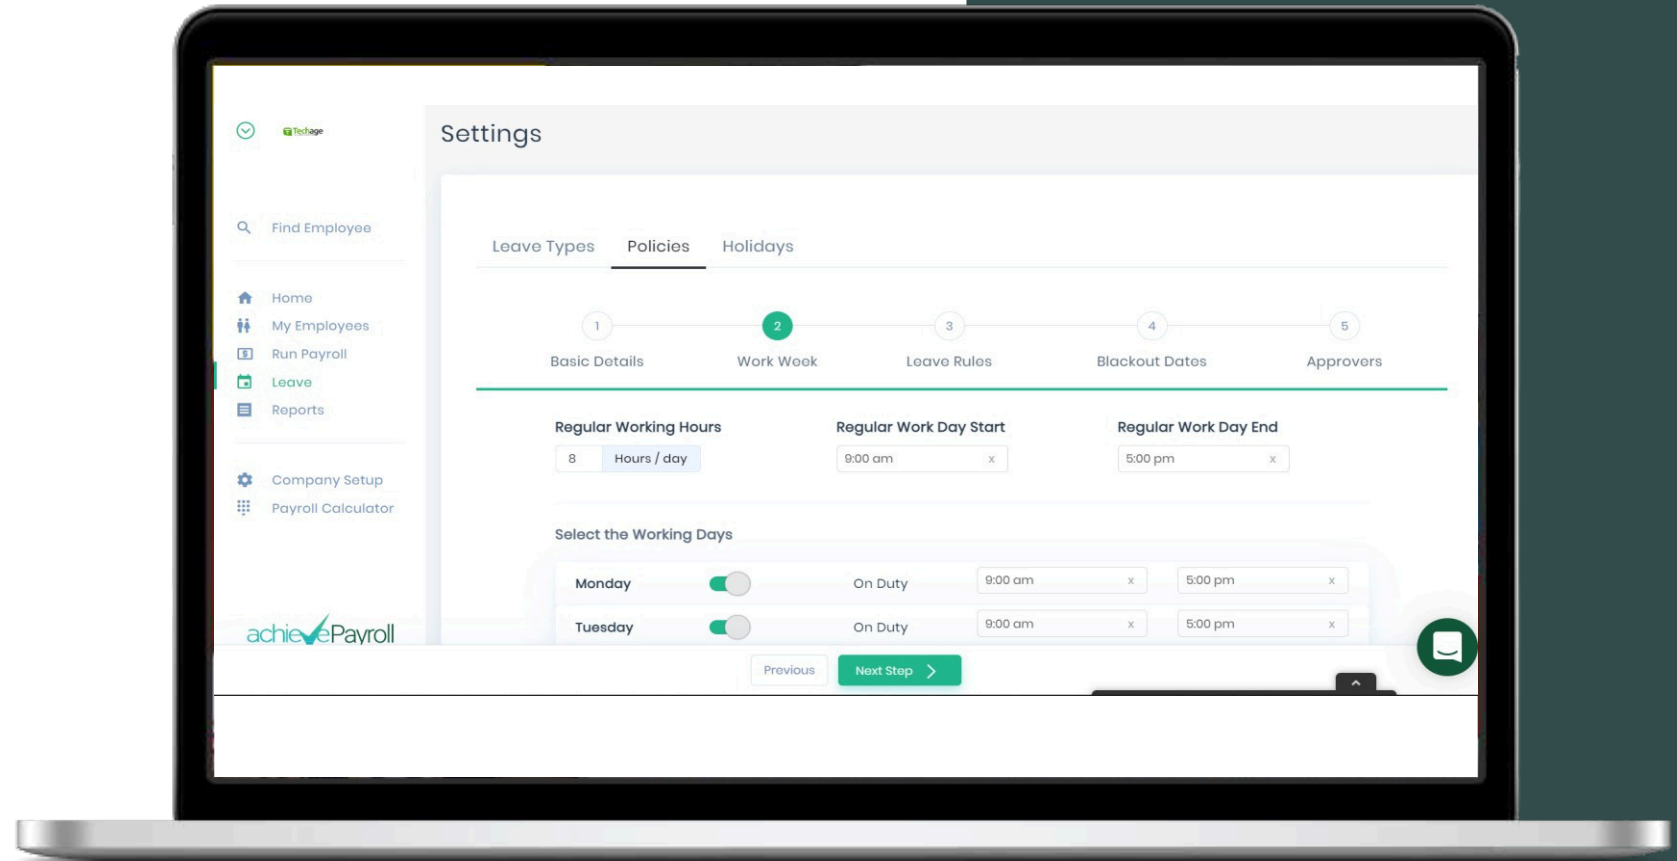 Techage
Settings
Find Employee
Leave Types Policies Holidays
Home
My Employees
Run Payroll
Leave
Reports
1 2 3 4 5
Basic Details Work Week Leave Rules Blackout Dates Approvers
Regular Working Hours Regular Work Day Start Regular Work Day End
8 Hours / day 9:00 am x 5:00 pm x
Company Setup
Payroll Calculator
Select the Working Days
Monday On Duty 9:00 am x 5:00 pm x
Tuesday On Duty 9:00 am x 5:00 pm x
achievePayroll
Previous Next Step